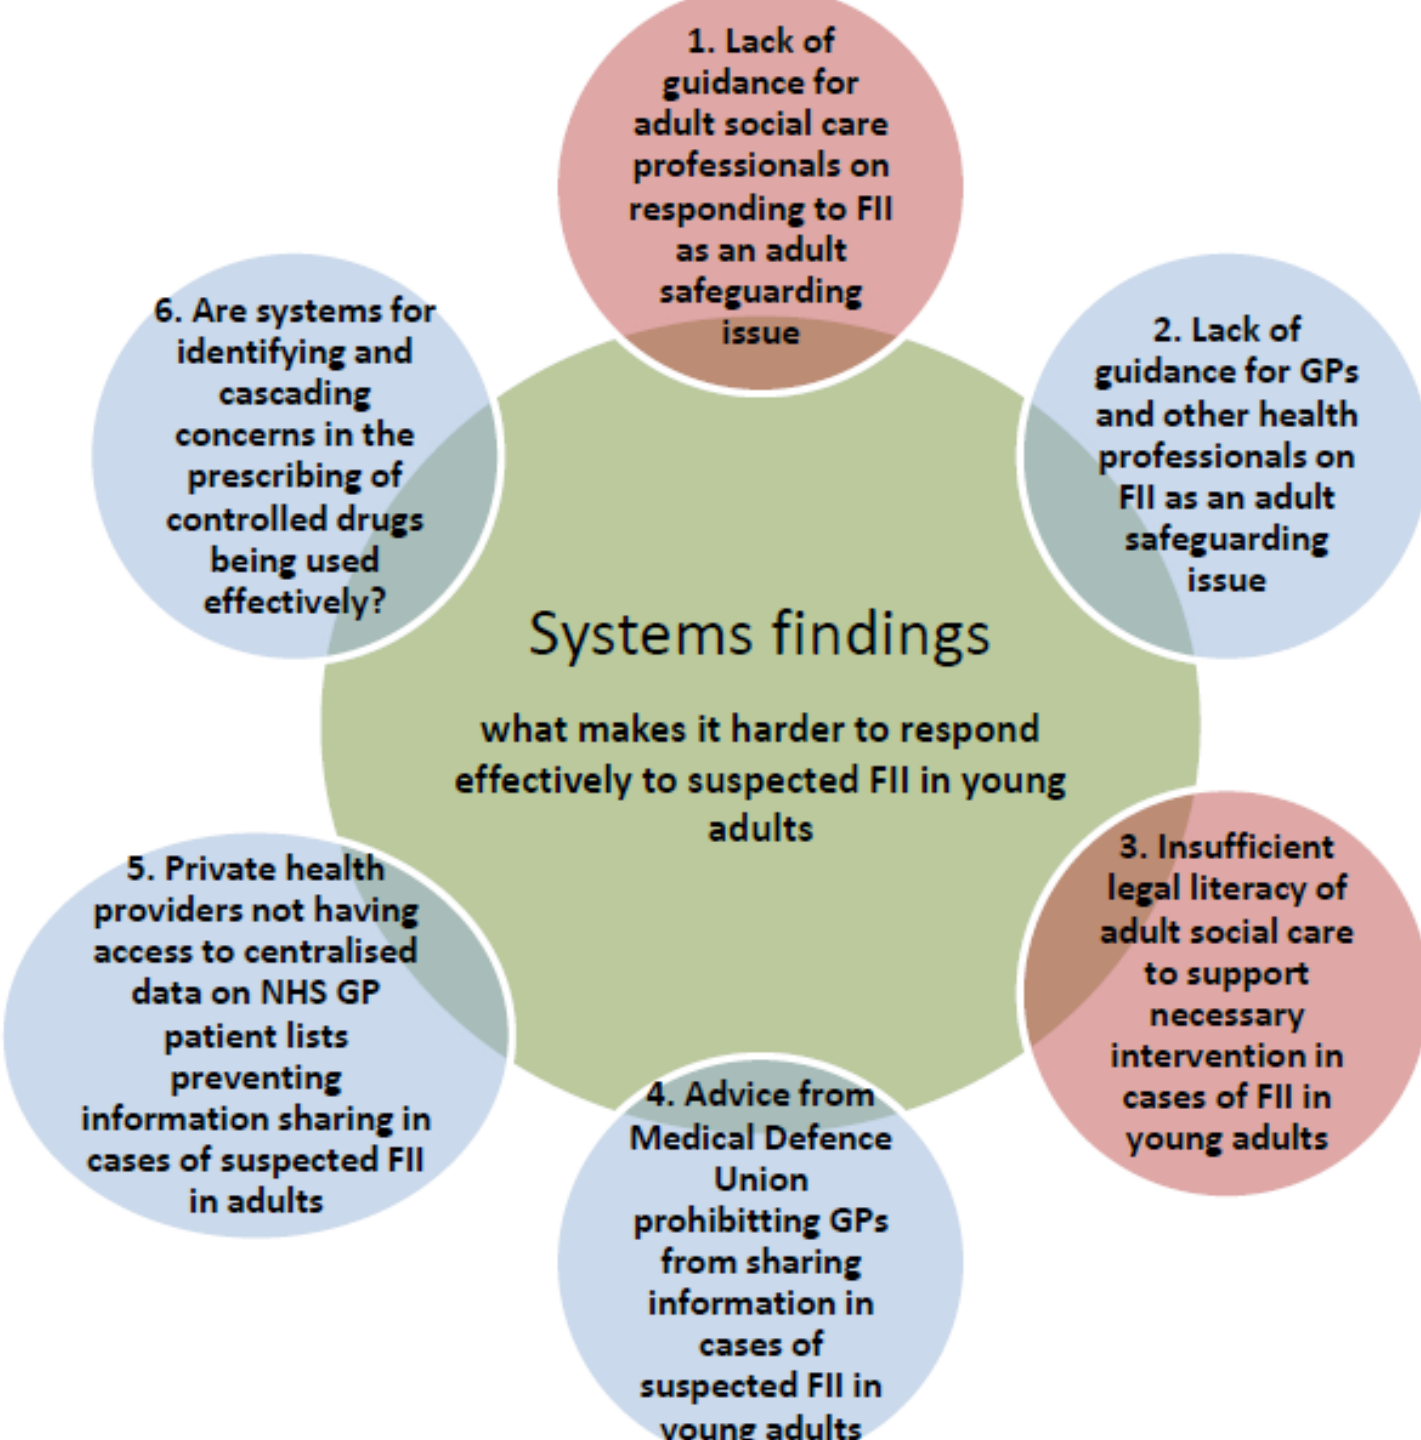 1. Lack of
guidance for
adult social care
professionals on
responding to FII
as an adult
safeguarding
issue
2. Lack of
guidance for GPs
and other health
professionals on
FII as an adult
safeguarding
issue
3. Insufficient
legal literacy of
adult social care
to support
necessary
intervention in
cases of FII in
young adults
4. Advice from
Medical Defence
Union
prohibitting GPs
from sharing
information in
cases of
suspected FII in
young adults
5. Private health
providers not having
access to centralised
data on NHS GP
patient lists
preventing
information sharing in
cases of suspected FII
in adults
6. Are systems for
identifying and
cascading
concerns in the
prescribing of
controlled drugs
being used
effectively?
Systems findings
what makes it harder to respond
effectively to suspected FII in young
adults